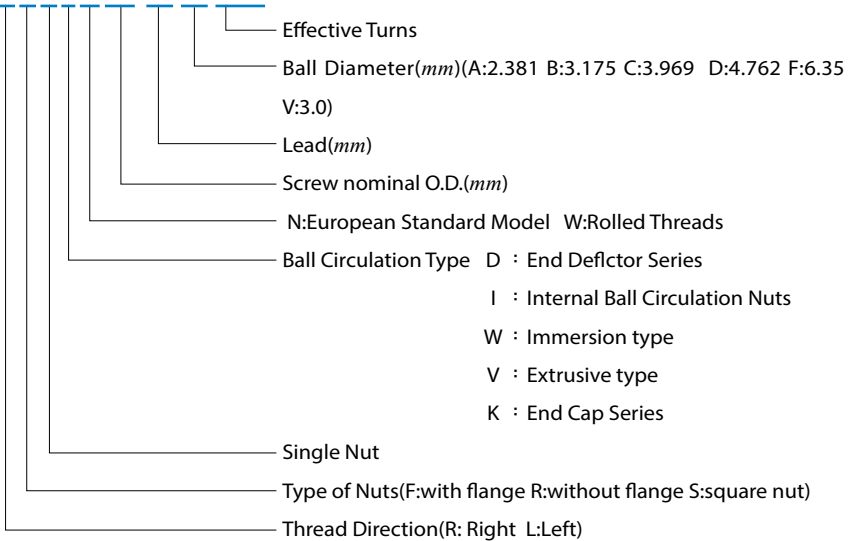 Effective Turns
Ball Diameter(mm)(A:2.381 B:3.175 C:3.969 D:4.762 F:6.35
V:3.0)
Lead(mm)
Screw nominal O.D.(mm)
N:European Standard Model W:Rolled Threads
Ball Circulation Type D : End Deflctor Series
I : Internal Ball Circulation Nuts
W : Immersion type
V : Extrusive type
K : End Cap Series
Single Nut
Type of Nuts(F:with flange R:without flange S:square nut)
Thread Direction(R: Right L:Left)